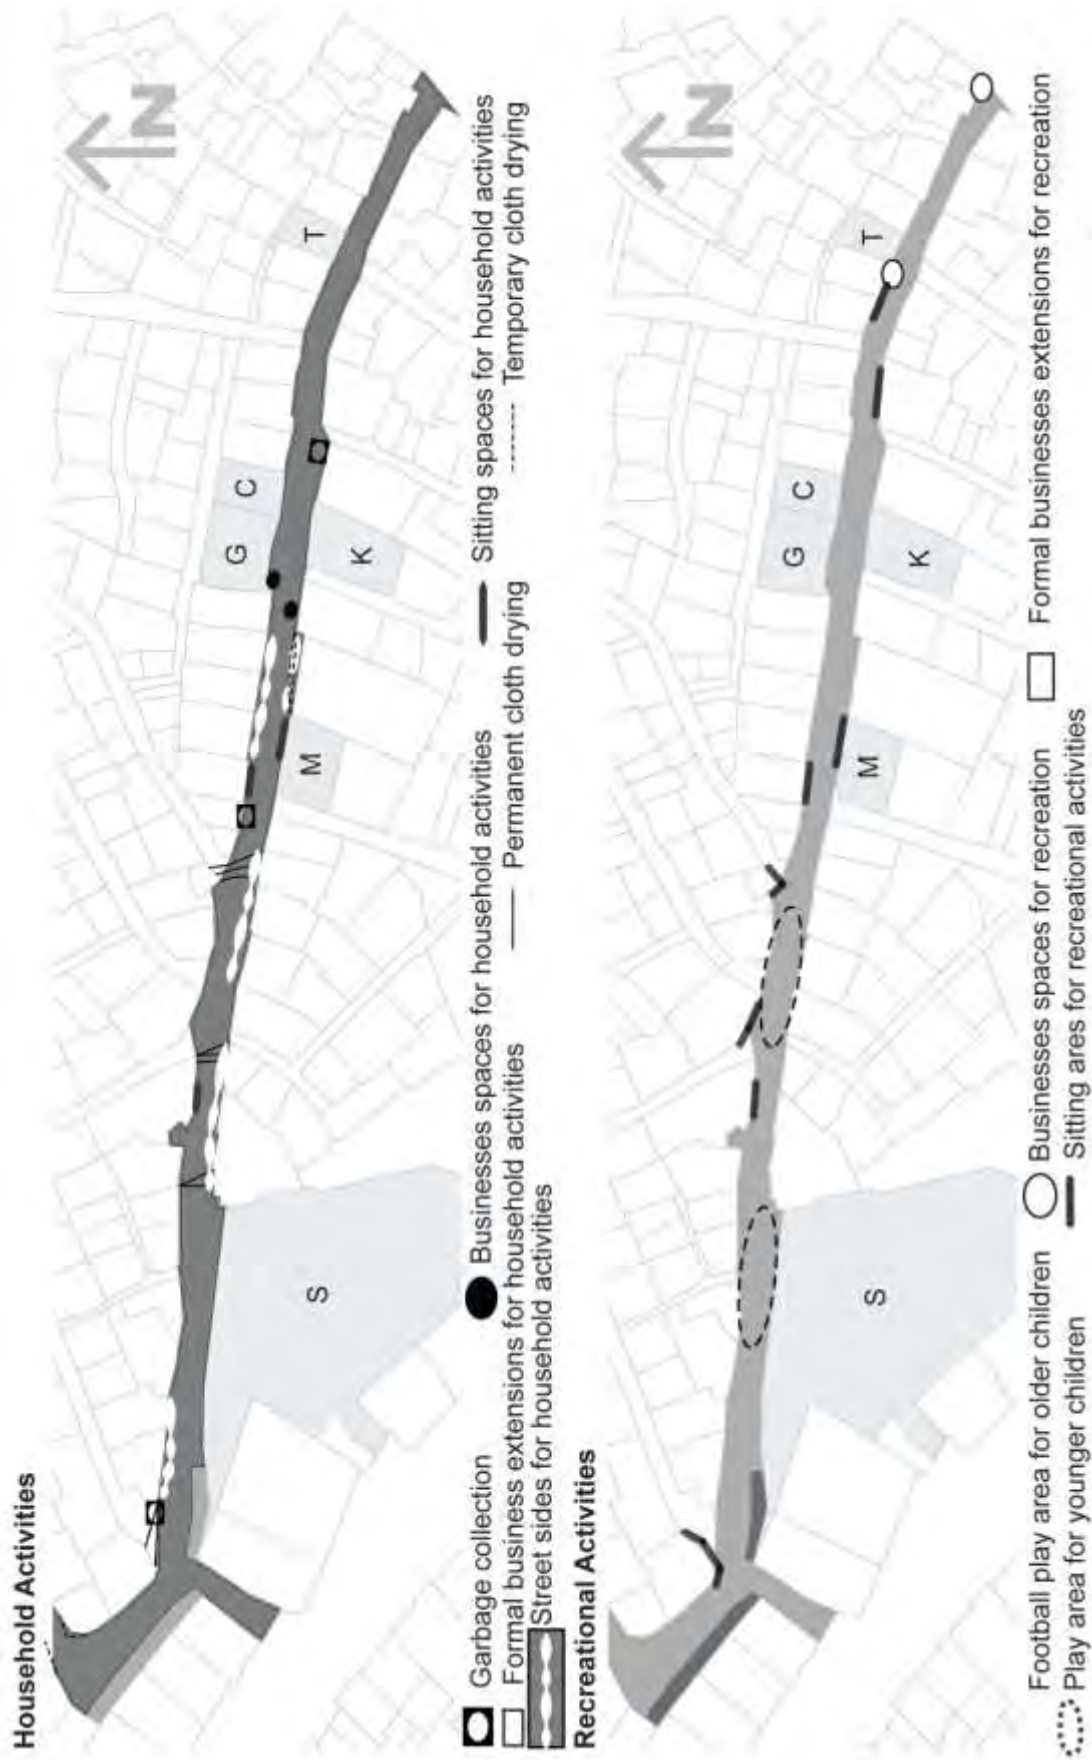 Household Activities
N
T
C
G
K
M
S
Garbage collection
Businesses spaces for household activities
Sitting spaces for household activities
Formal business extensions for household activities
Permanent cloth drying
Temporary cloth drying
Street sides for household activities
Recreational Activities
N
T
C
G
K
M
S
Football play area for older children
Businesses spaces for recreation
Formal businesses extensions for recreation
Play area for younger children
Sitting ares for recreational activities